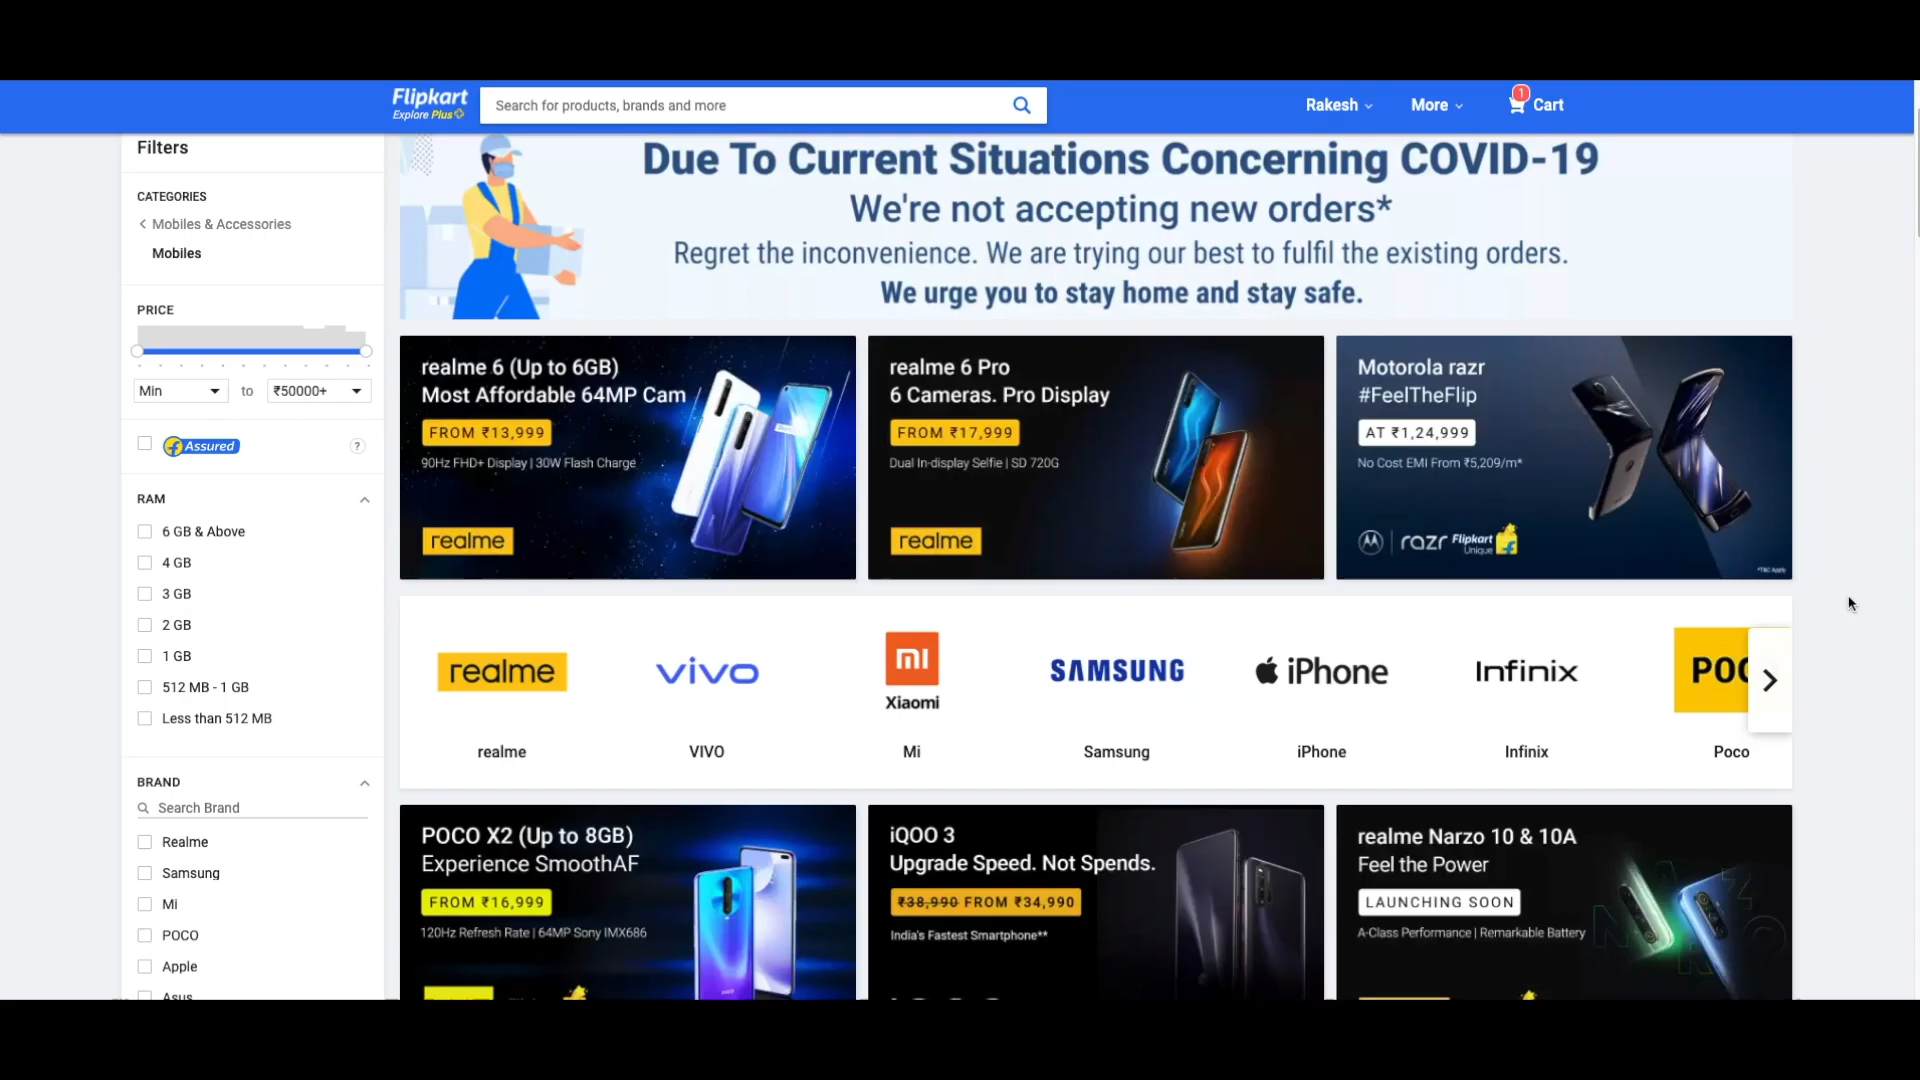 Flipkart
Explore Plus
Search for products, brands and more
Rakesh
More
1
Cart
Filters
CATEGORIES
Mobiles & Accessories
Mobiles
PRICE
Min
to
₹50000+
Assured
?
RAM
6 GB & Above
4 GB
3 GB
2 GB
1 GB
512 MB - 1 GB
Less than 512 MB
BRAND
Search Brand
Realme
Samsung
Mi
POCO
Apple
Asus
Due To Current Situations Concerning COVID-19
We're not accepting new orders*
Regret the inconvenience. We are trying our best to fulfil the existing orders.
We urge you to stay home and stay safe.
realme 6 (Up to 6GB)
Most Affordable 64MP Cam
FROM ₹13,999
90Hz FHD+ Display | 30W Flash Charge
realme
realme 6 Pro
6 Cameras. Pro Display
FROM ₹17,999
Dual In-display Selfie | SD 720G
realme
Motorola razr
#FeelTheFlip
AT ₹1,24,999
No Cost EMI From ₹5,209/m*
razr Flipkart
Unique
*T&C Apply
realme
vivo
mi
Xiaomi
SAMSUNG
iPhone
Infinix
realme
VIVO
Mi
Samsung
iPhone
Infinix
Poco
POCO X2 (Up to 8GB)
Experience SmoothAF
FROM ₹16,999
120Hz Refresh Rate | 64MP Sony IMX686
iQOO 3
Upgrade Speed. Not Spends.
₹38,990 FROM ₹34,990
India's Fastest Smartphone**
realme Narzo 10 & 10A
Feel the Power
LAUNCHING SOON
A-Class Performance | Remarkable Battery